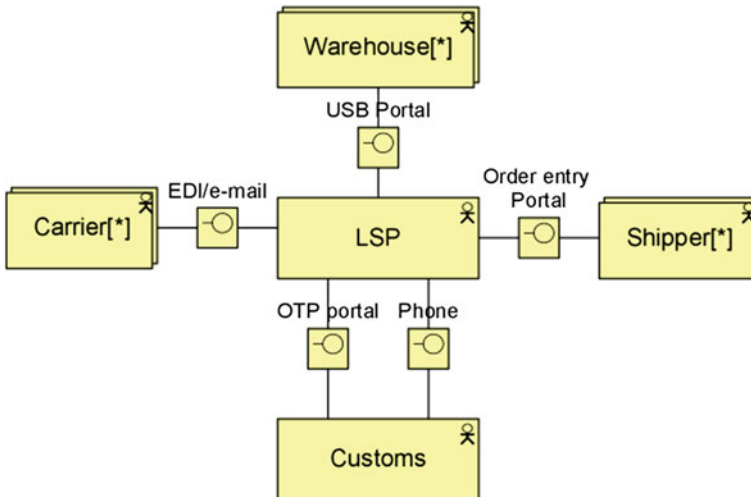 Warehouse[*]
USB Portal
EDI/e-mail
Order entry
Portal
Carrier[*]
LSP
Shipper[*]
OTP portal
Phone
Customs